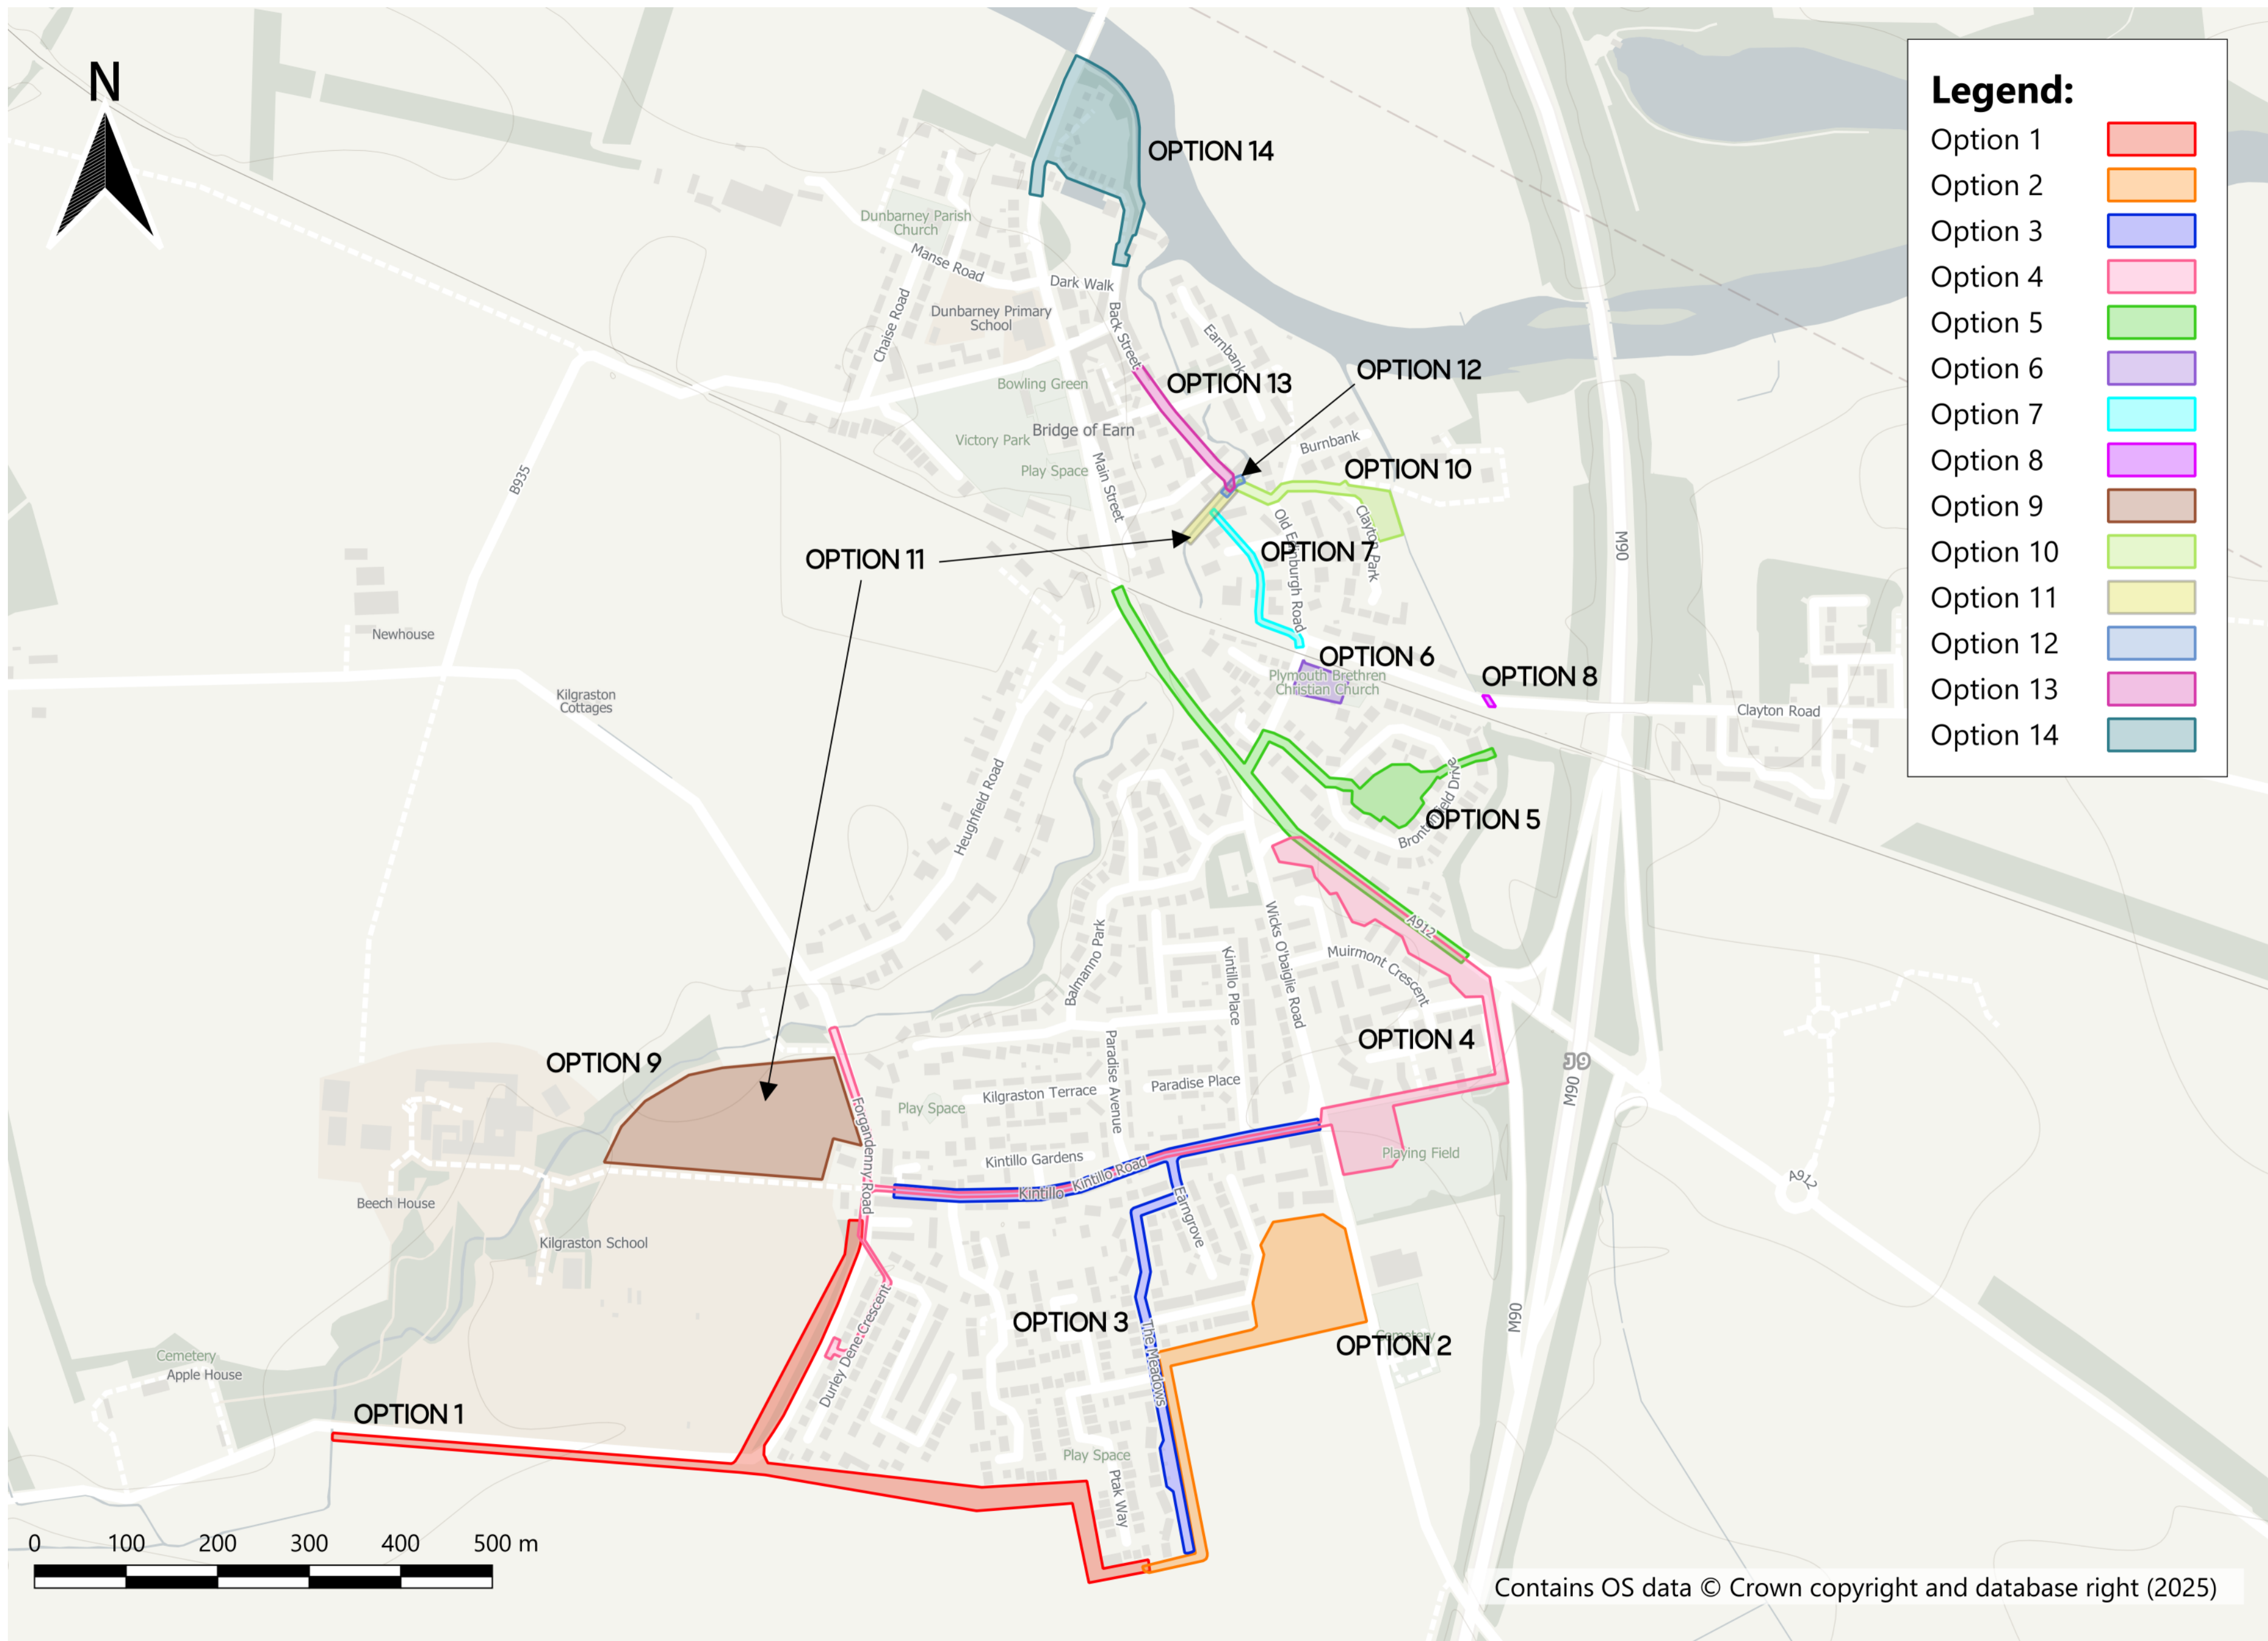 N
Legend:
Option 1
Option 2
Option 3
Option 4
Option 5
Option 6
Option 7
Option 8
Option 9
Option 10
Option 11
Option 12
Option 13
Option 14
OPTION 14
Dunbarney Parish
Church
Manse Road
Dark Walk
Chaise Road
Dunbarney Primary
School
Back Street
Earnbank
OPTION 12
OPTION 13
Bowling Green
Bridge of Earn
Victory Park
Play Space
Main Street
Burnbank
OPTION 10
B935
Old Edinburgh Road
Clayton Park
OPTION 7
OPTION 11
M90
Newhouse
OPTION 6
Plymouth Brethren
Christian Church
OPTION 8
Clayton Road
Kilgraston
Cottages
Heughfield Road
Brontonfield Drive
OPTION 5
A912
Balmanno Park
Kintillo Place
Wicks O'baiglie Road
Muirmont Crescent
OPTION 4
J9
M90
OPTION 9
Forgandenny Road
Play Space
Kilgraston Terrace
Paradise Avenue
Paradise Place
Kintillo Gardens
Kintillo
Kintillo Road
Playing Field
A912
Beech House
Kilgraston School
Earngrove
OPTION 3
The Meadows
OPTION 2
Cemetery
M90
Durley Dene Crescent
Cemetery
Apple House
OPTION 1
Play Space
Ptak Way
0 100 200 300 400 500 m
Contains OS data © Crown copyright and database right (2025)